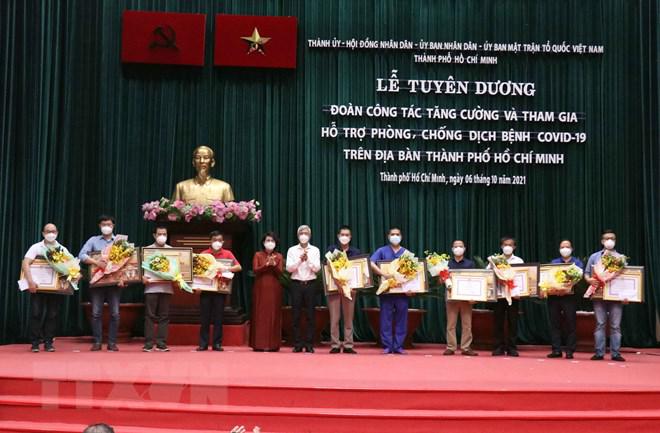 THÀNH ỦY - HỘI ĐỒNG NHÂN DÂN - ỦY BAN NHÂN DÂN - ỦY BAN MẶT TRẬN TỔ QUỐC VIỆT NAM
THÀNH PHỐ HỒ CHÍ MINH
LỄ TUYÊN DƯƠNG
ĐOÀN CÔNG TÁC TĂNG CƯỜNG VÀ THAM GIA
HỖ TRỢ PHÒNG, CHỐNG DỊCH BỆNH COVID-19
TRÊN ĐỊA BÀN THÀNH PHỐ HỒ CHÍ MINH
Thành phố Hồ Chí Minh, ngày 06 tháng 10 năm 2021
TTXVN